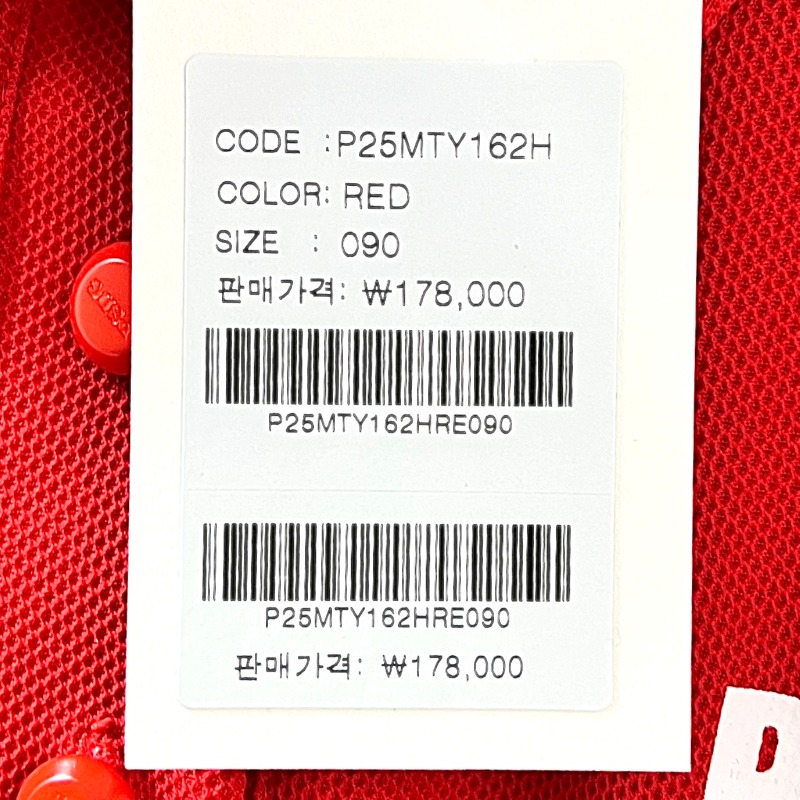 CODE :P25MTY162H
COLOR: RED
SIZE : 090
판매가격: ₩178,000
P25MTY162HRE090
P25MTY162HRE090
판매가격: ₩178,000